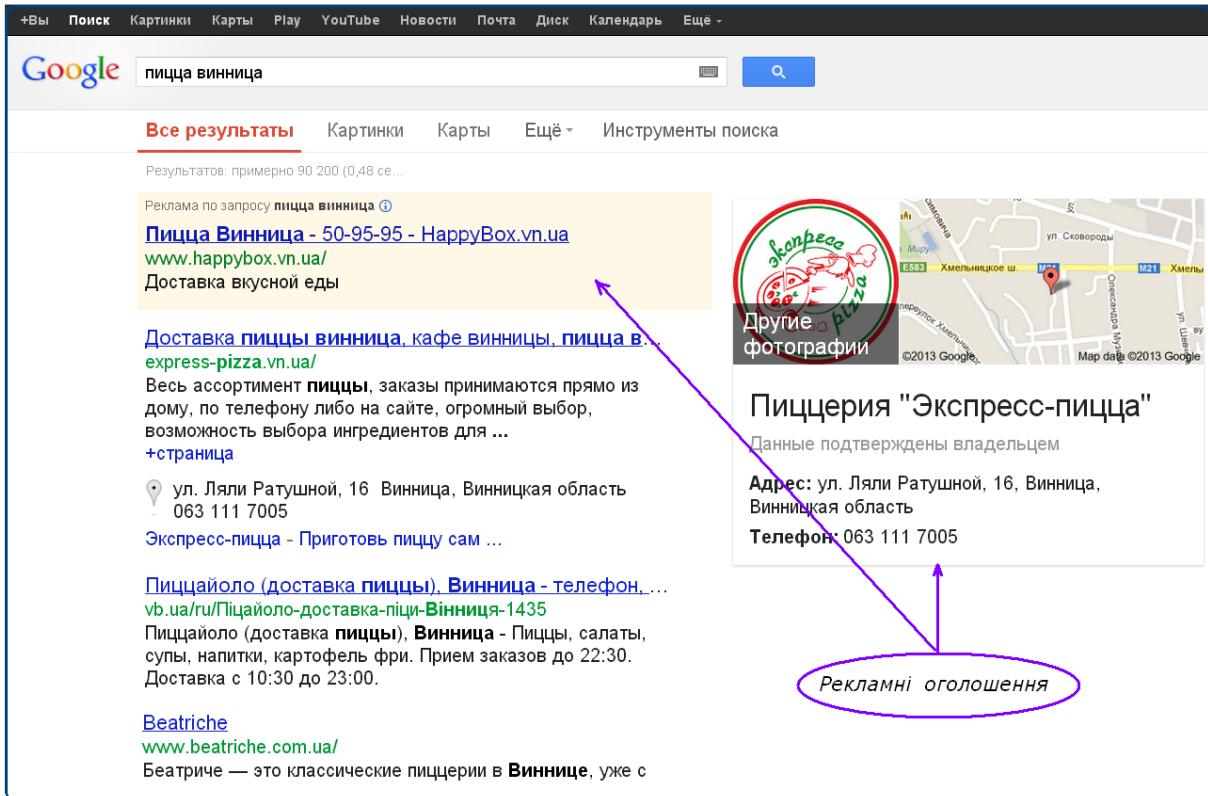 +Вы Поиск Картинки Карты Play YouTube Новости Почта Диск Календарь Ещё
Google пицца винница
Все результаты Картинки Карты Ещё Инструменты поиска
Результатов: примерно 90 200 (0,48 се...
Реклама по запросу пицца винница
Пицца Винница - 50-95-95 - HappyBox.vn.ua
www.happybox.vn.ua/
Доставка вкусной еды
Доставка пиццы винница, кафе винницы, пицца в...
express-pizza.vn.ua/
Весь ассортимент пиццы, заказы принимаются прямо из
дому, по телефону либо на сайте, огромный выбор,
возможность выбора ингредиентов для ...
+страница
ул. Ляли Ратушной, 16 Винница, Винницкая область
063 111 7005
Экспресс-пицца - Приготовь пиццу сам ...
Пиццайоло (доставка пиццы), Винница - телефон, ...
vb.ua/ru/Піцайоло-доставка-піци-Вінниця-1435
Пиццайоло (доставка пиццы), Винница - Пиццы, салаты,
супы, напитки, картофель фри. Прием заказов до 22:30.
Доставка с 10:30 до 23:00.
Beatriche
www.beatriche.com.ua/
Беатриче — это классические пиццерии в Виннице, уже с
экспресс
pizza
Другие
фотографии
ул. Сковороды
Миру
E583 Хмельницкое ш. M21 M21 Хмель
©2013 Google Map data ©2013 Google
Пиццерия "Экспресс-пицца"
Данные подтверждены владельцем
Адрес: ул. Ляли Ратушной, 16, Винница,
Винницкая область
Телефон: 063 111 7005
Рекламні оголошення